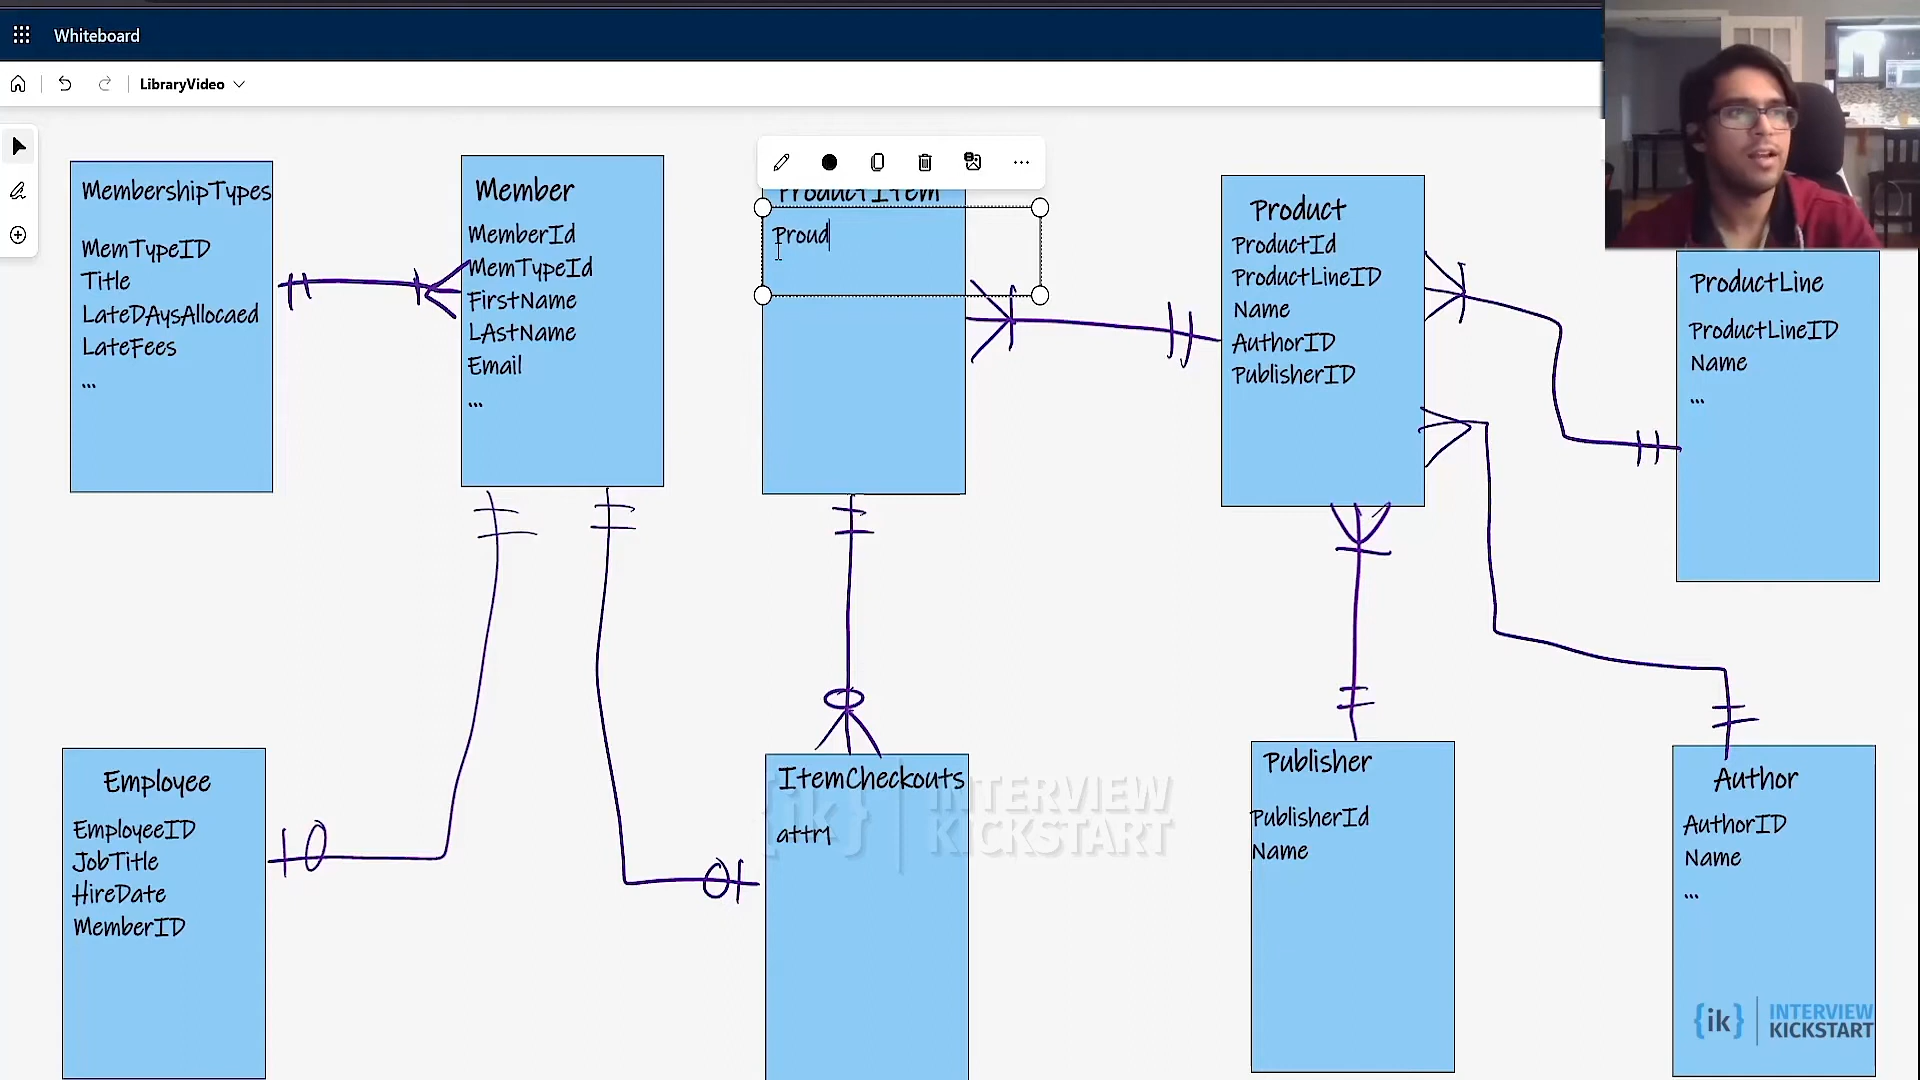 Whiteboard
LibraryVideo
MembershipTypes
MemTypeID
Title
LateDAysAllocaed
LateFees
...
Member
MemberId
MemTypeId
FirstName
LAstName
Email
...
ProductItem
Proud
Product
ProductId
ProductLineID
Name
AuthorID
PublisherID
ProductLine
ProductLineID
Name
...
Employee
EmployeeID
JobTitle
HireDate
MemberID
ItemCheckouts
attr1
{ik} INTERVIEW
KICKSTART
Publisher
PublisherId
Name
Author
AuthorID
Name
...
{ik} INTERVIEW
KICKSTART